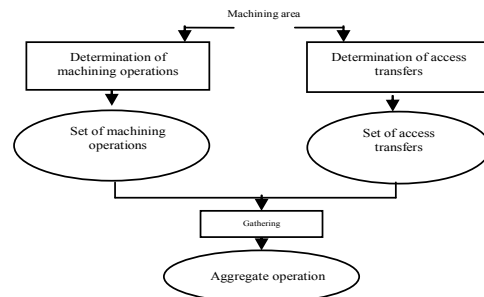 Machining area
Determination of
machining operations
Determination of access
transfers
Set of machining
operations
Set of access
transfers
Gathering
Aggregate operation